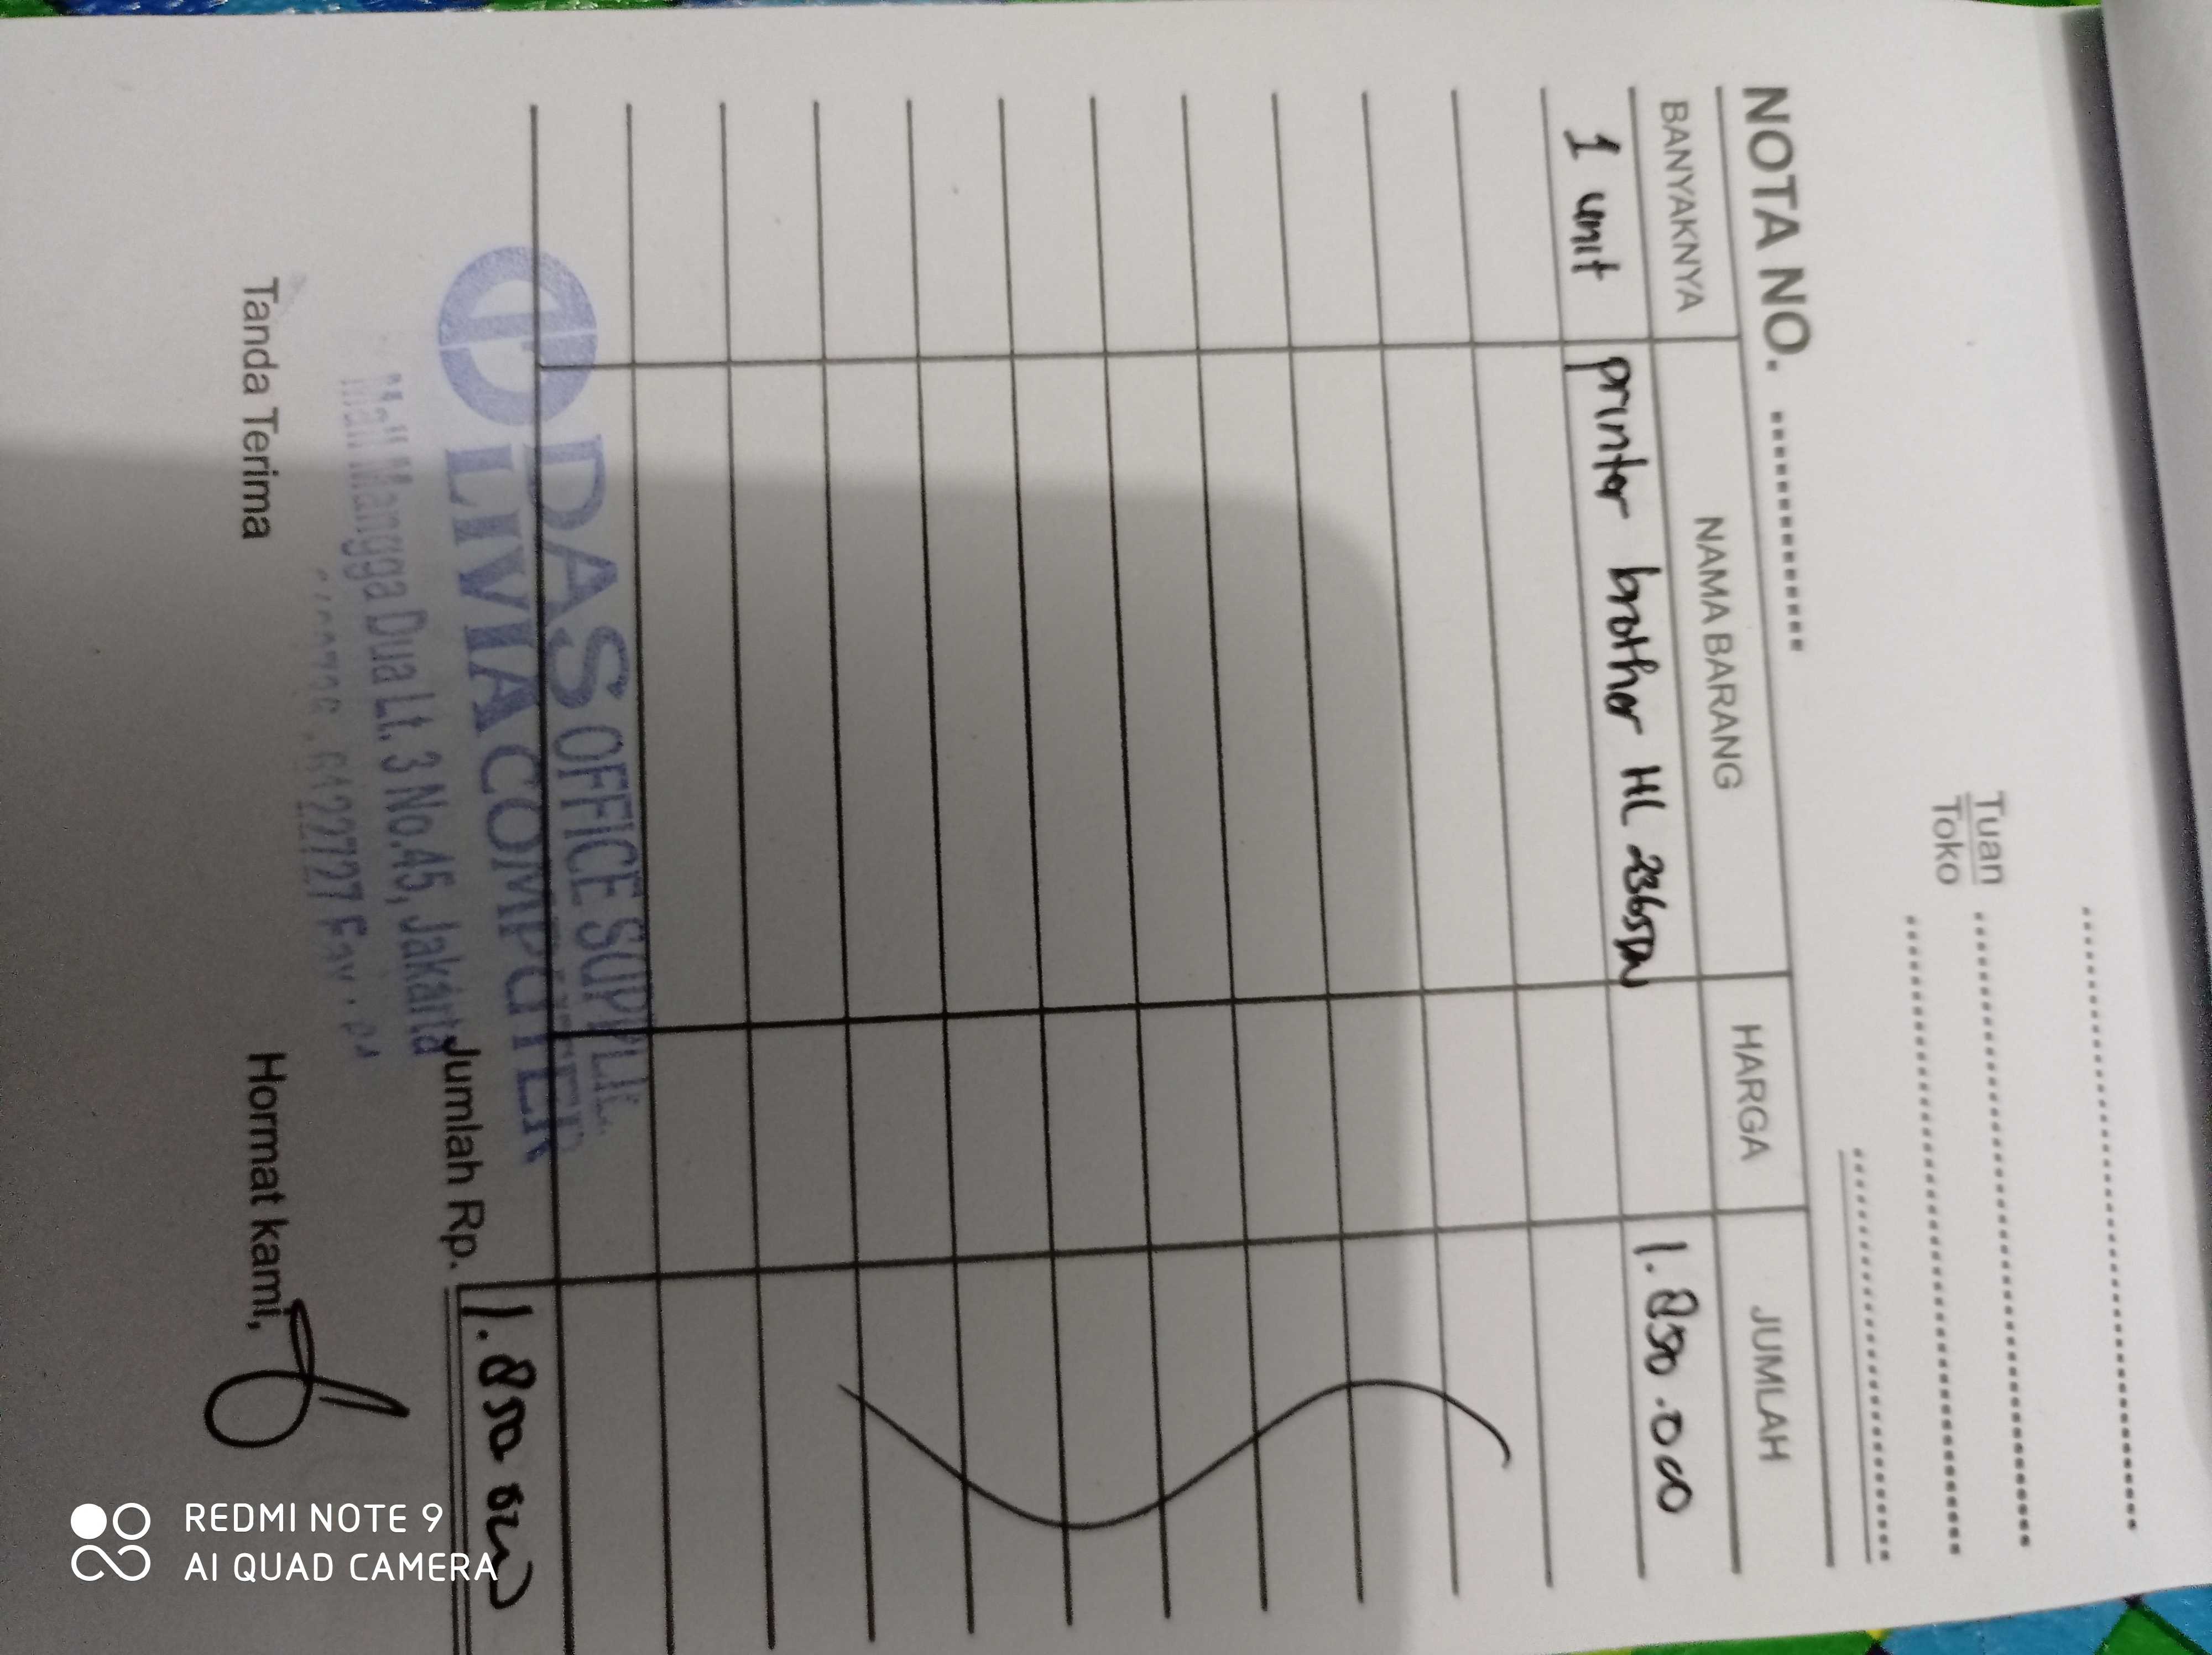 Tuan
Toko
NOTA NO.
BANYAKNYA NAMA BARANG HARGA JUMLAH
1 unit printer brother HL 2365DN 1.850.000
DAS OFFICE SUPPLIE
LIVIA COMPUTER
Mall Mangga Dua Lt. 3 No.45, Jakarta
Jumlah Rp. 1.850.000
Tanda Terima Hormat kami,
REDMI NOTE 9
AI QUAD CAMERA